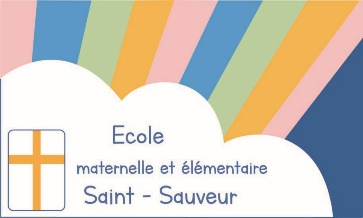 Ecole
maternelle et élémentaire
Saint - Sauveur